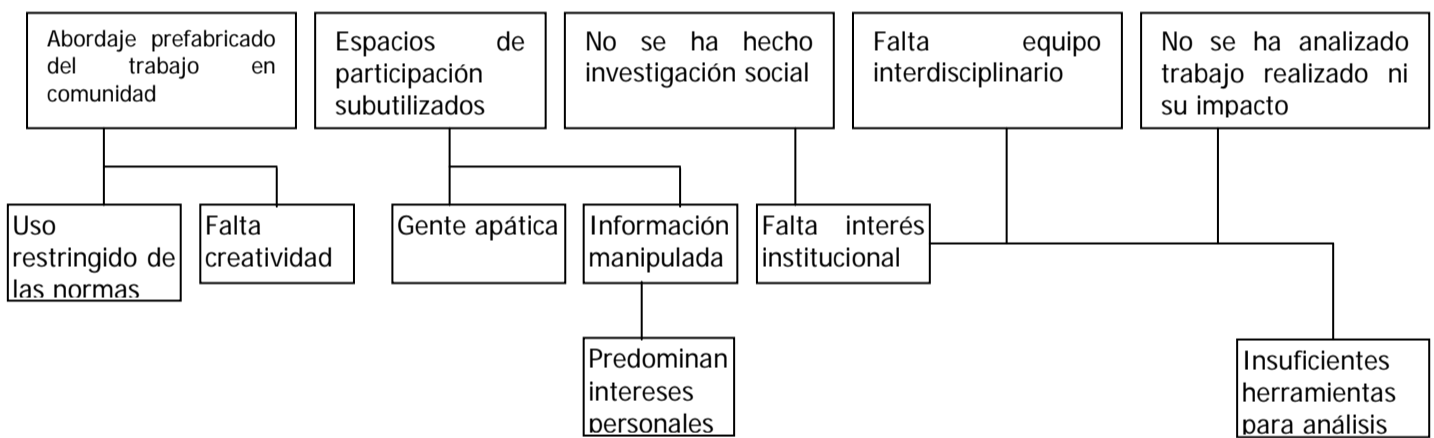 Abordaje prefabricado
del trabajo en
comunidad
Espacios de
participación
subutilizados
No se ha hecho
investigación social
Falta equipo
interdisciplinario
No se ha analizado
trabajo realizado ni
su impacto
Uso
restringido de
las normas
Falta
creatividad
Gente apática
Información
manipulada
Falta interés
institucional
Predominan
intereses
personales
Insuficientes
herramientas
para análisis